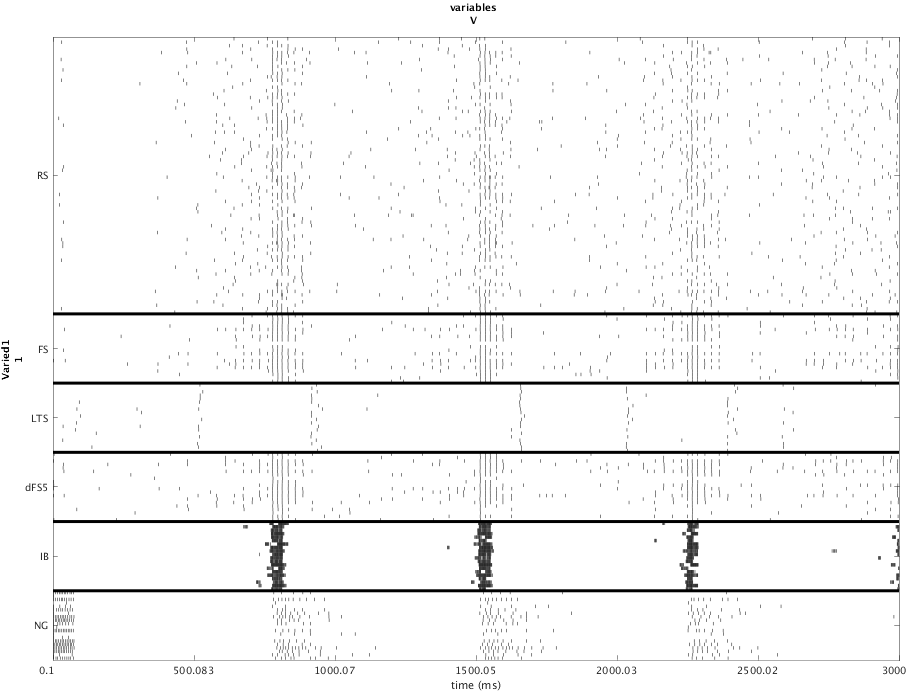 variables
V
RS
FS
LTS
dFS5
IB
NG
Varied1
1
0.1 500.083 1000.07 1500.05 2000.03 2500.02 3000
time (ms)